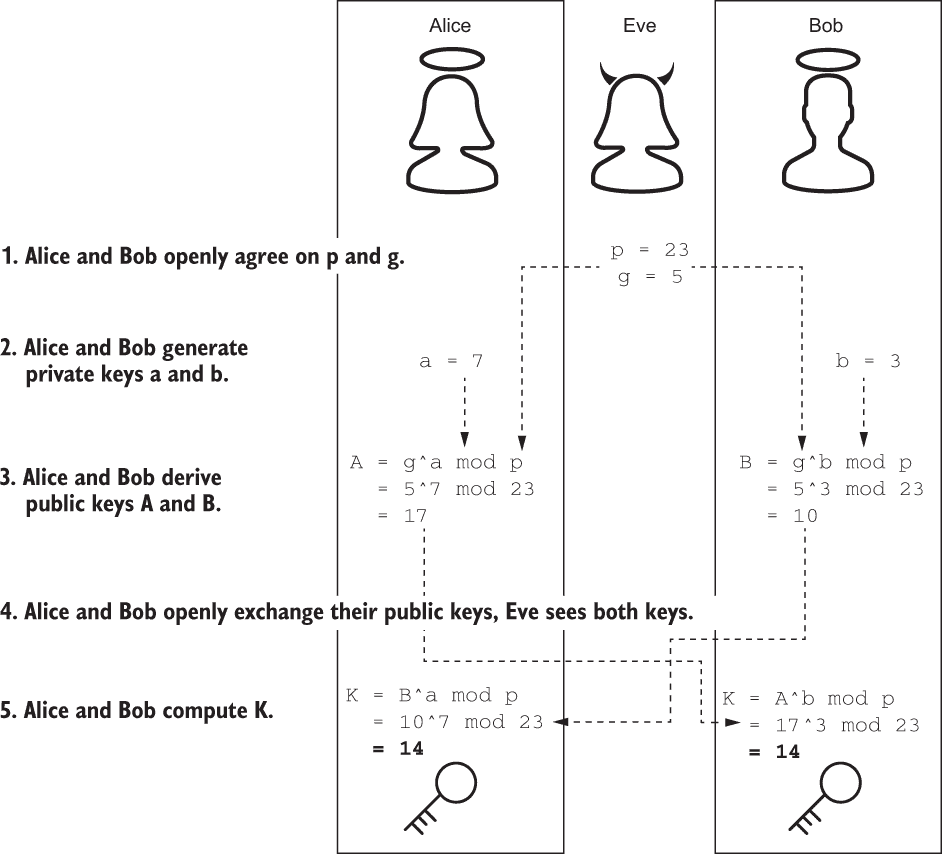 Alice
Eve
Bob
1. Alice and Bob openly agree on p and g.
p = 23
g = 5
2. Alice and Bob generate
private keys a and b.
a = 7
b = 3
3. Alice and Bob derive
public keys A and B.
A = g^a mod p
= 5^7 mod 23
= 17
B = g^b mod p
= 5^3 mod 23
= 10
4. Alice and Bob openly exchange their public keys, Eve sees both keys.
5. Alice and Bob compute K.
K = B^a mod p
= 10^7 mod 23
= 14
K = A^b mod p
= 17^3 mod 23
= 14